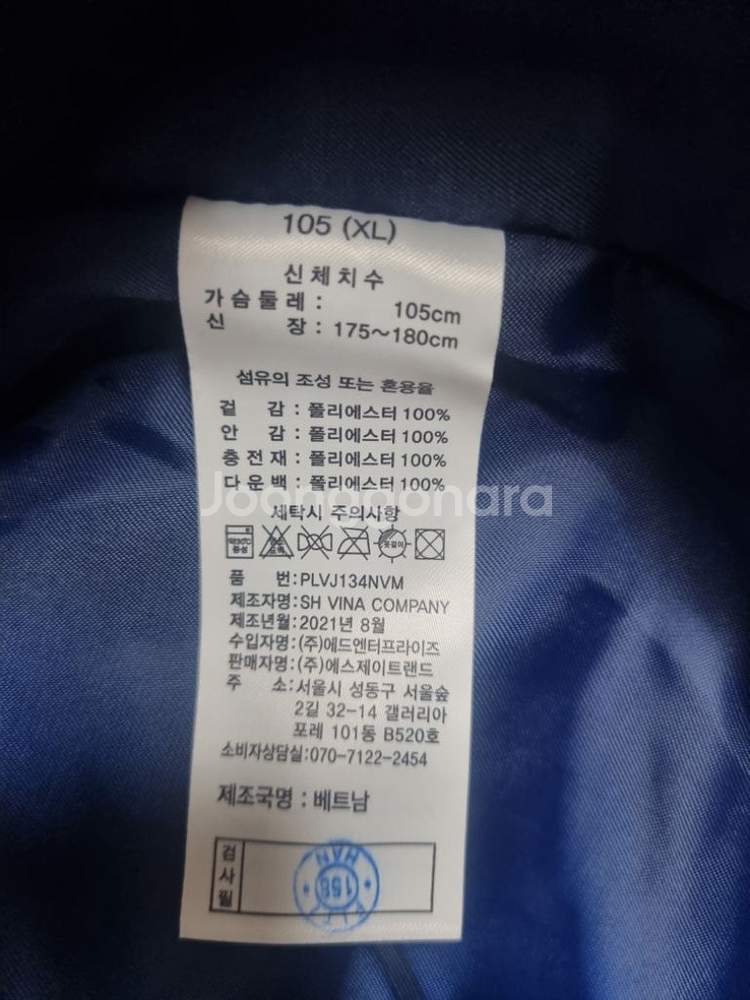 105 (XL)
신체치수
가슴둘레 : 105cm
신 장 : 175~180cm
섬유의 조성 또는 혼용율
겉 감 : 폴리에스터 100%
안 감 : 폴리에스터 100%
충전재 : 폴리에스터 100%
다운백 : 폴리에스터 100%
Joonggonara
세탁시 주의사항
중성
옷걸이
품 번:PLVJ134NVM
제조자명:SH VINA COMPANY
제조년월:2021년 8월
수입자명:(주)에드엔터프라이즈
판매자명:(주)에스제이트랜드
주 소:서울시 성동구 서울숲
2길 32-14 갤러리아
포레 101동 B520호
소비자상담실:070-7122-2454
제조국명 : 베트남
검사필
HAN
158